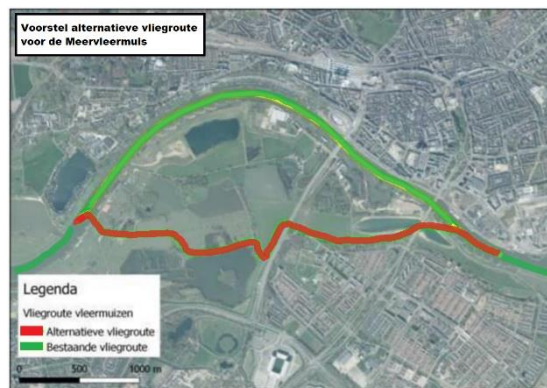 Voorstel alternatieve vliegroute
voor de Meervleermuis
Legenda
Vliegroute vleermuizen
Alternatieve vliegroute
Bestaande vliegroute
0 500 1000 m